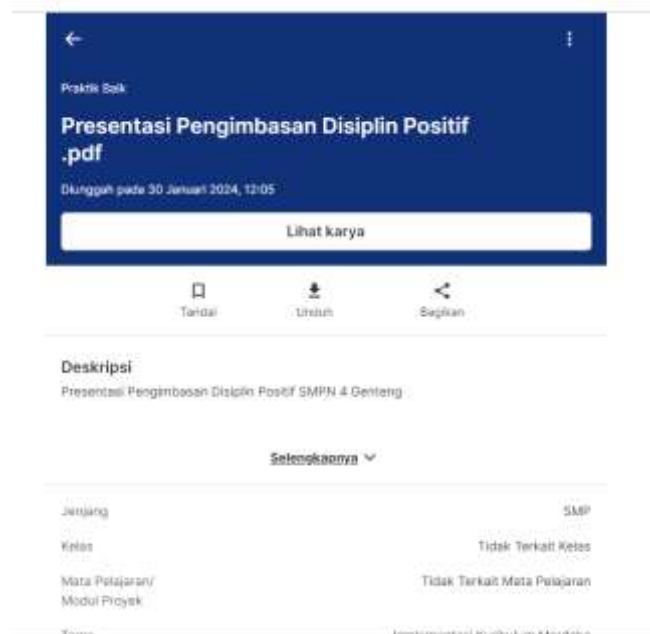 Praktik Baik
Presentasi Pengimbasan Disiplin Positif
.pdf
Diunggah pada 30 Januari 2024, 12:05
Lihat karya
Tandai Unduh Bagikan
Deskripsi
Presentasi Pengimbasan Disiplin Positif SMPN 4 Genteng
Selengkapnya
Jenjang SMP
Kelas Tidak Terkait Kelas
Mata Pelajaran/ Tidak Terkait Mata Pelajaran
Modul Proyek